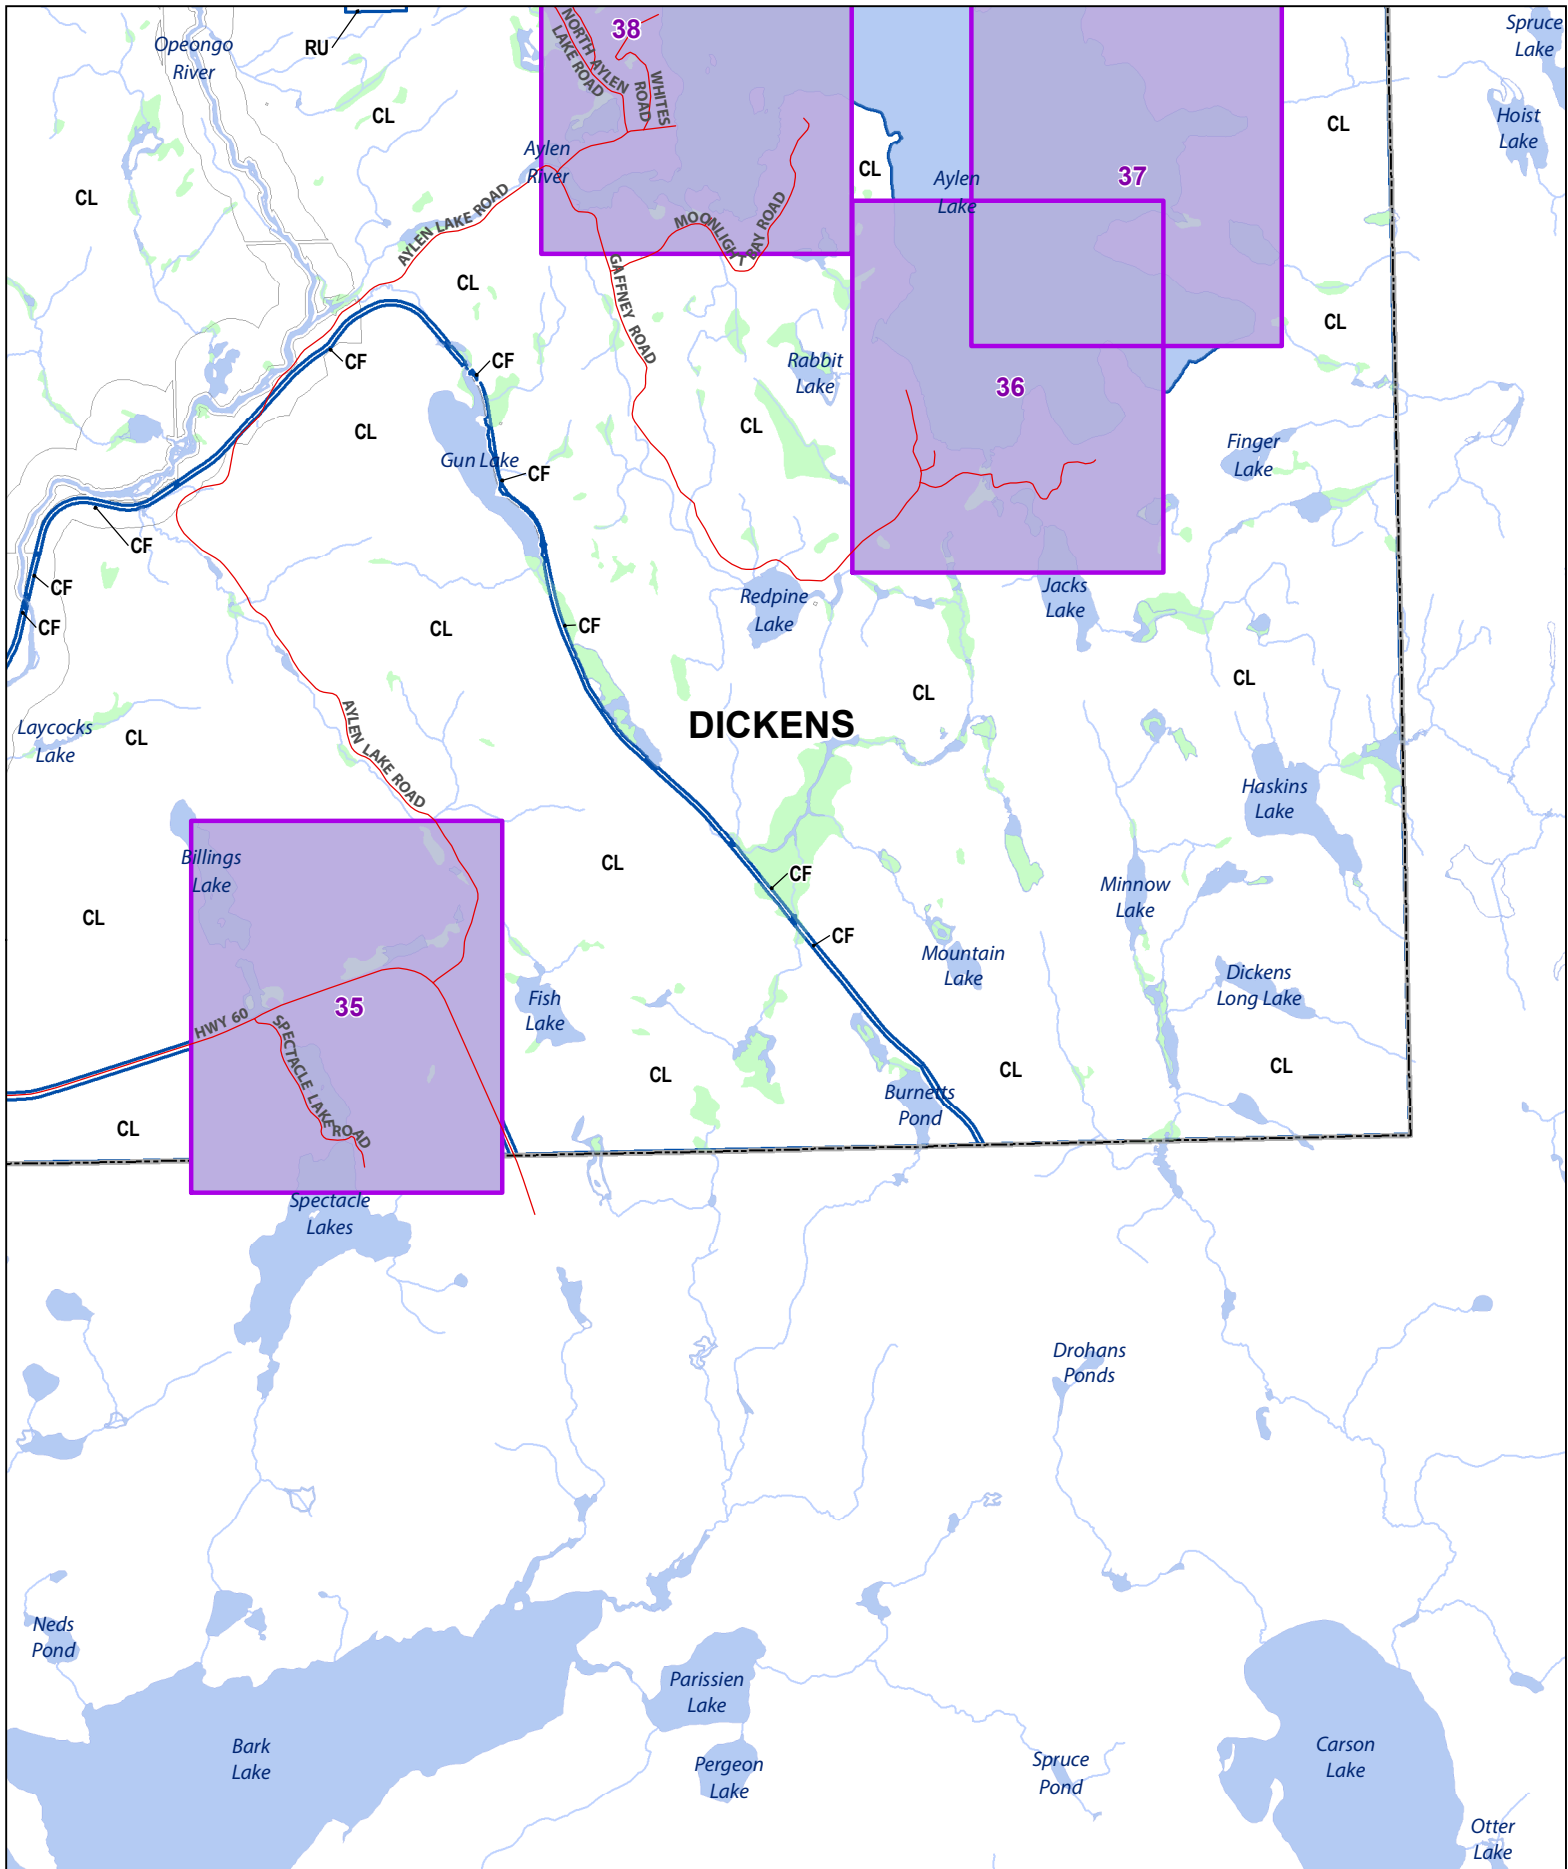 Opeongo
River
RU
CL
CL
38
NORTH AYLEN
LAKE ROAD
WHITES
ROAD
Spruce
Lake
Hoist
Lake
CL
37
CL
Aylen
River
Aylen
Lake
AYLEN LAKE ROAD
MOONLIGHT BAY ROAD
CL
GAFFNEY ROAD
CL
CF
CF
Rabbit
Lake
36
CL
CL
Gun Lake
CF
Finger
Lake
CF
CF
CF
CL
CF
Redpine
Lake
Jacks
Lake
CL
CL
Laycocks
Lake
CL
AYLEN LAKE ROAD
DICKENS
Haskins
Lake
Billings
Lake
CL
CF
Minnow
Lake
CL
CF
Mountain
Lake
Dickens
Long Lake
35
HWY 60
SPECTACLE LAKE ROAD
Fish
Lake
CL
CL
CL
Burnetts
Pond
CL
Spectacle
Lakes
Drohans
Ponds
Neds
Pond
Parissien
Lake
Bark
Lake
Pergeon
Lake
Spruce
Pond
Carson
Lake
Otter
Lake